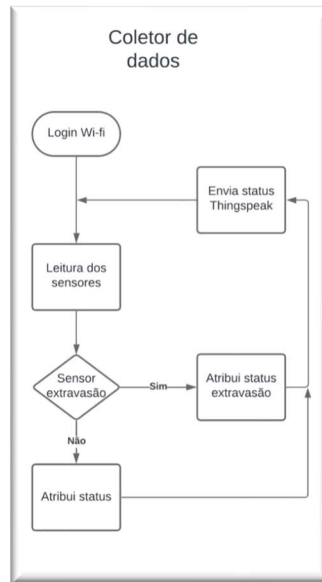 Coletor de
dados
Login Wi-fi
Envia status
Thingspeak
Leitura dos
sensores
Sensor
extravasão
Sim
Atribui status
extravasão
Não
Atribui status